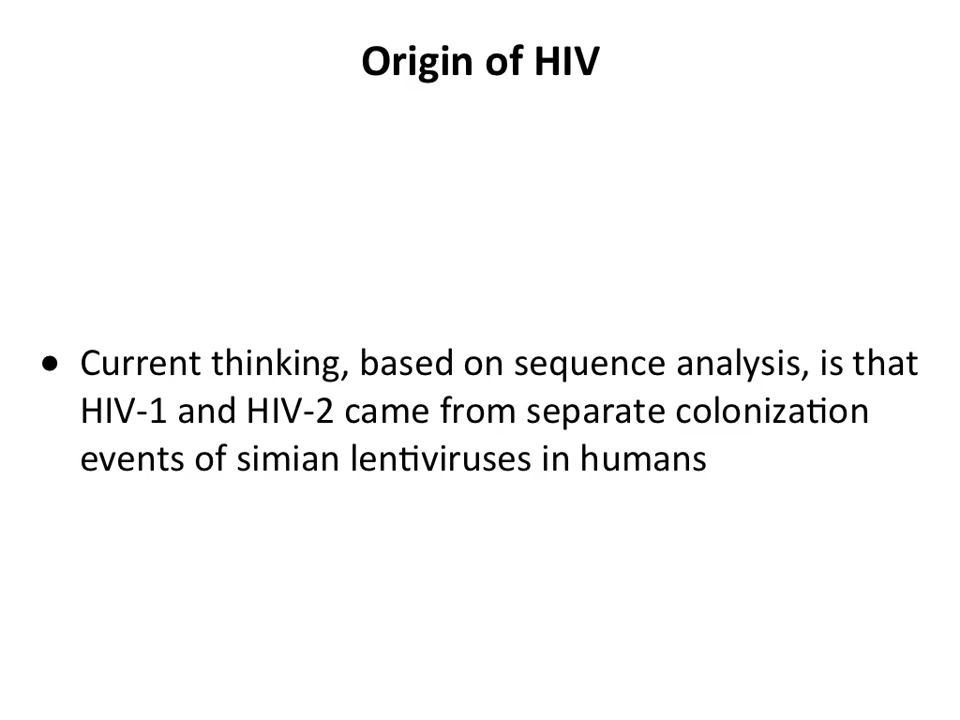 Origin of HIV
• Current thinking, based on sequence analysis, is that
HIV-1 and HIV-2 came from separate colonization
events of simian lentiviruses in humans